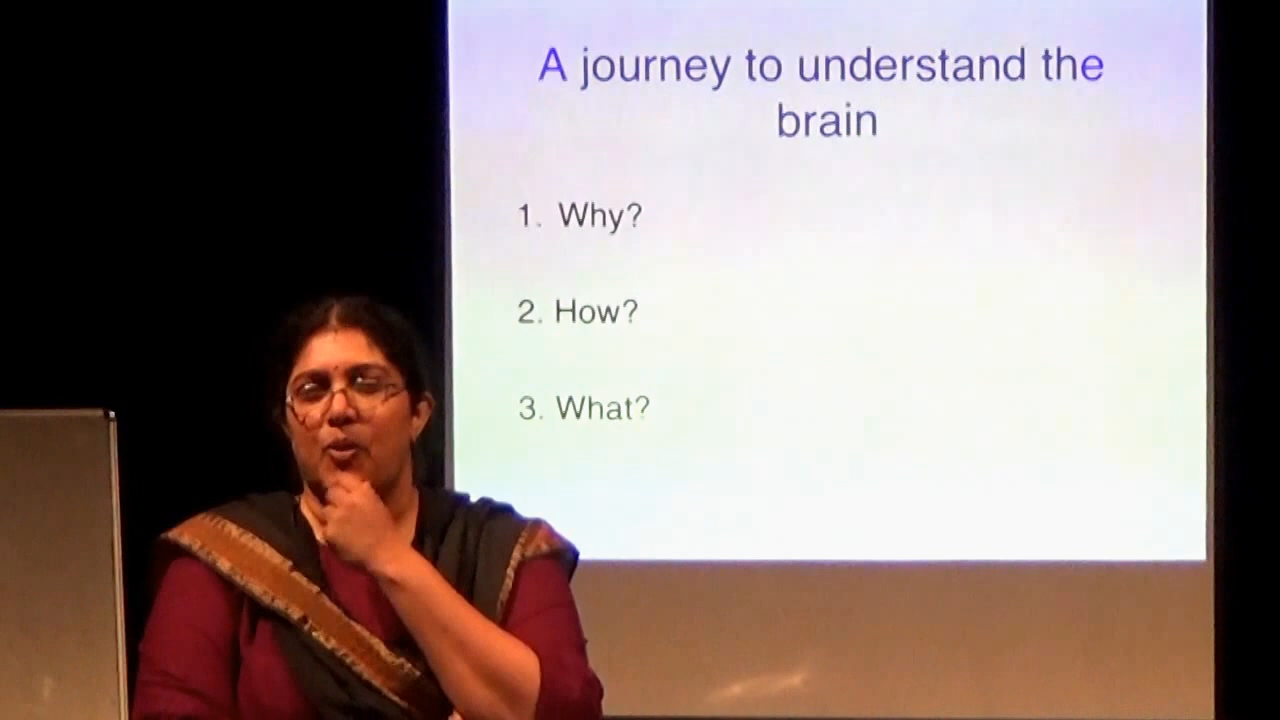 A journey to understand the
brain
1. Why?
2. How?
3. What?